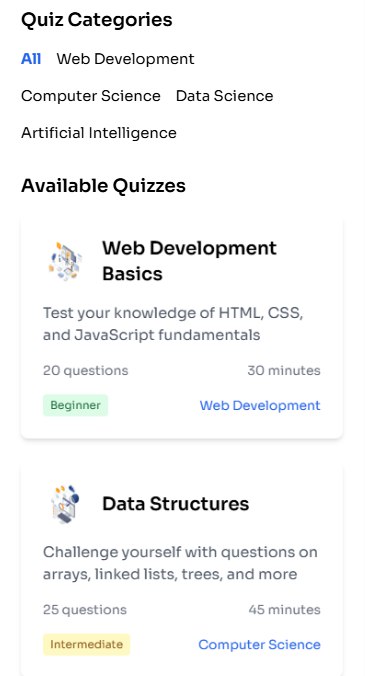 Quiz Categories
All Web Development
Computer Science Data Science
Artificial Intelligence
Available Quizzes
Web Development
Basics
Test your knowledge of HTML, CSS,
and JavaScript fundamentals
20 questions 30 minutes
Beginner Web Development
Data Structures
Challenge yourself with questions on
arrays, linked lists, trees, and more
25 questions 45 minutes
Intermediate Computer Science